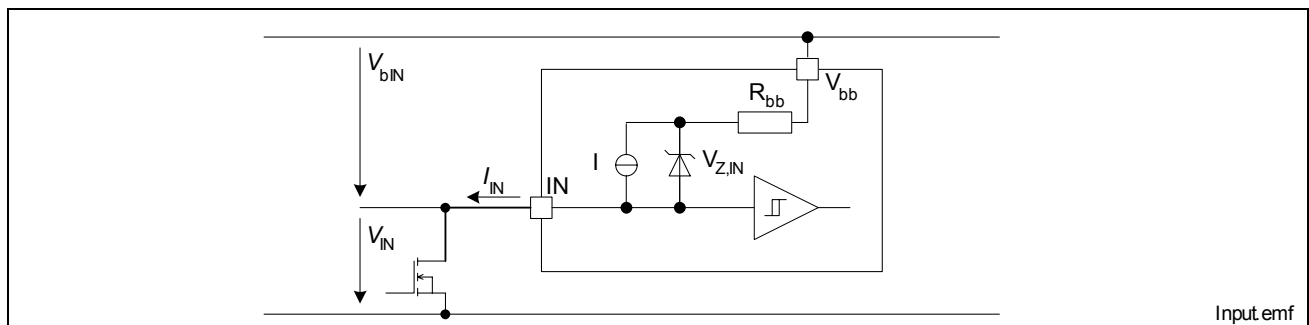 VbIN
Vbb
Rbb
I
VZ,IN
IIN
IN
VIN
Input.emf